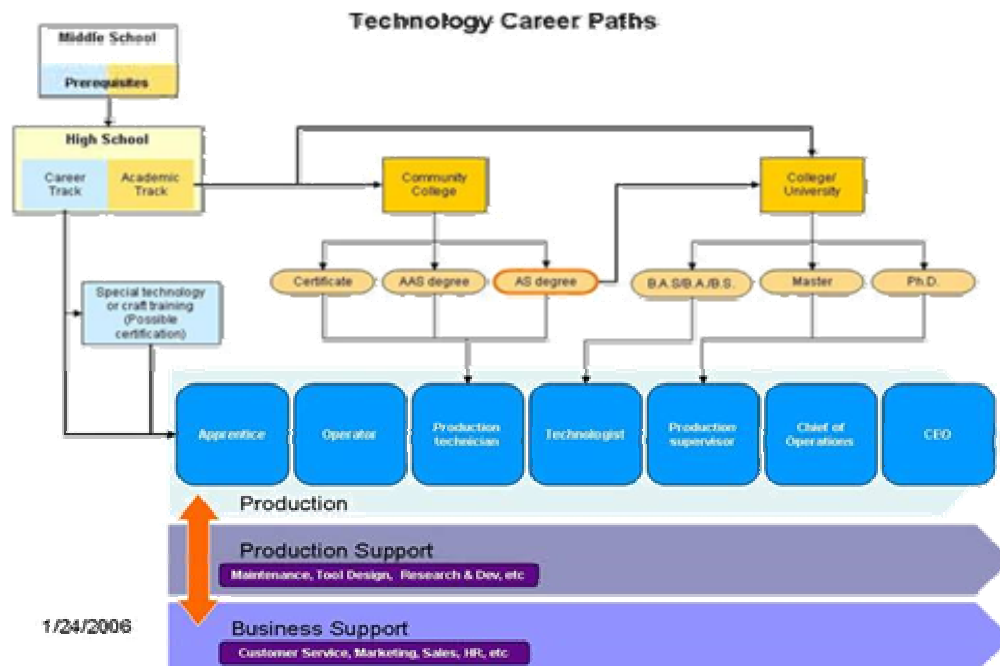 Technology Career Paths
Middle School
Prerequisites
High School
Career
Track
Academic
Track
Community
College
College/
University
Certificate
AAS degree
AS degree
B.A.S/B.A./B.S.
Master
Ph.D.
Special technology
or craft training
(Possible
certification)
Apprentice
Operator
Production
technician
Technologist
Production
supervisor
Chief of
Operations
CEO
Production
Production Support
Maintenance, Tool Design, Research & Dev, etc
1/24/2006
Business Support
Customer Service, Marketing, Sales, HR, etc